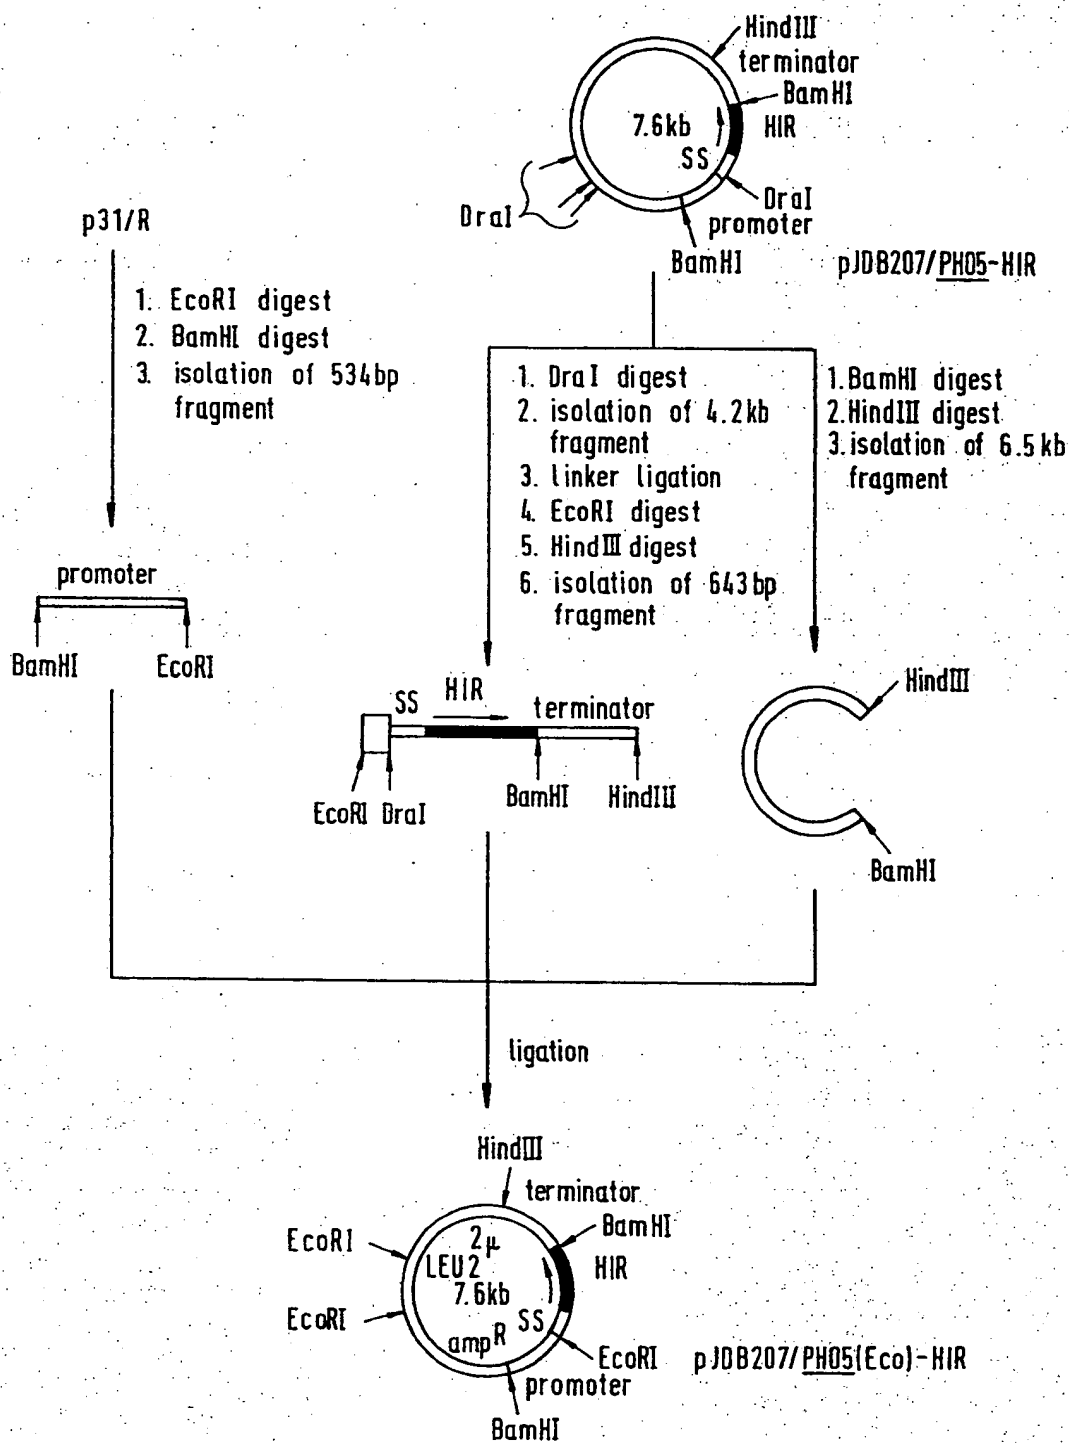 HindIII
terminator
BamHI
7.6kb
HIR
SS
DraI
DraI
promoter
BamHI
pJDB207/PHO5-HIR
p31/R
1. EcoRI digest
2. BamHI digest
3. isolation of 534bp
fragment
1. DraI digest
2. isolation of 4.2kb
fragment
3. linker ligation
4. EcoRI digest
5. HindIII digest
6. isolation of 643bp
fragment
1. BamHI digest
2. HindIII digest
3. isolation of 6.5kb
fragment
promoter
BamHI
EcoRI
SS
HIR
terminator
EcoRI
DraI
BamHI
HindIII
HindIII
BamHI
ligation
HindIII
terminator
BamHI
EcoRI
2μ
LEU2
HIR
7.6kb
EcoRI
SS
ampR
EcoRI
pJDB207/PHO5(Eco)-HIR
promoter
BamHI